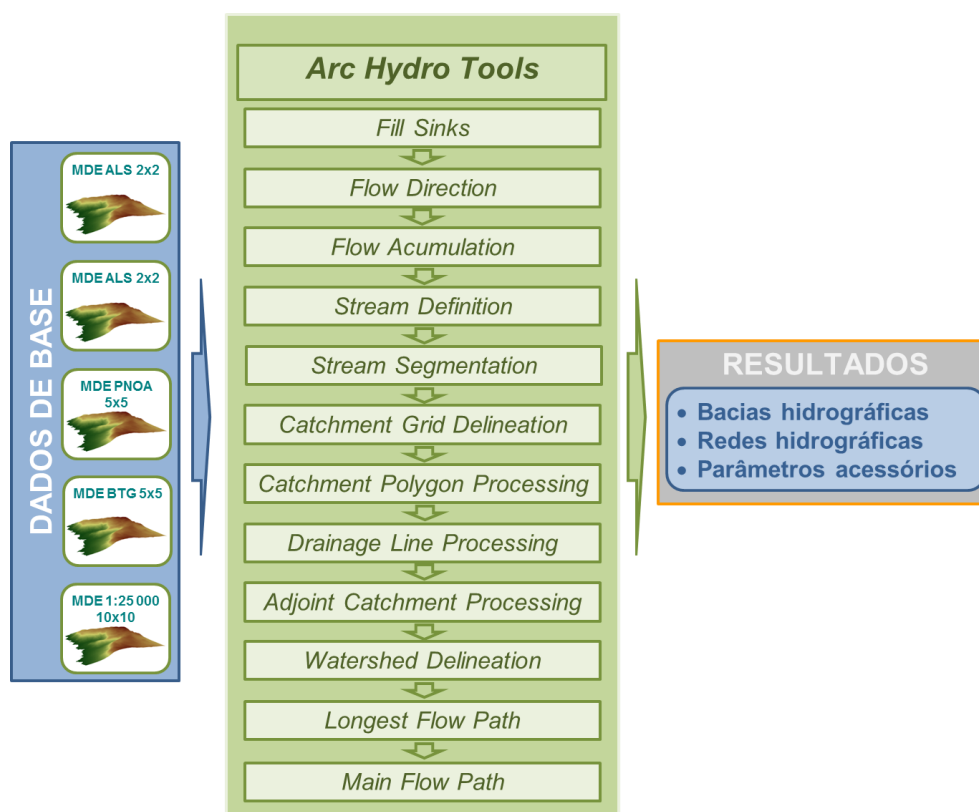 DADOS DE BASE
MDE ALS 2x2
MDE ALS 2x2
MDE PNOA
5x5
MDE BTG 5x5
MDE 1:25 000
10x10
Arc Hydro Tools
Fill Sinks
Flow Direction
Flow Acumulation
Stream Definition
Stream Segmentation
Catchment Grid Delineation
Catchment Polygon Processing
Drainage Line Processing
Adjoint Catchment Processing
Watershed Delineation
Longest Flow Path
Main Flow Path
RESULTADOS
• Bacias hidrográficas
• Redes hidrográficas
• Parâmetros acessórios